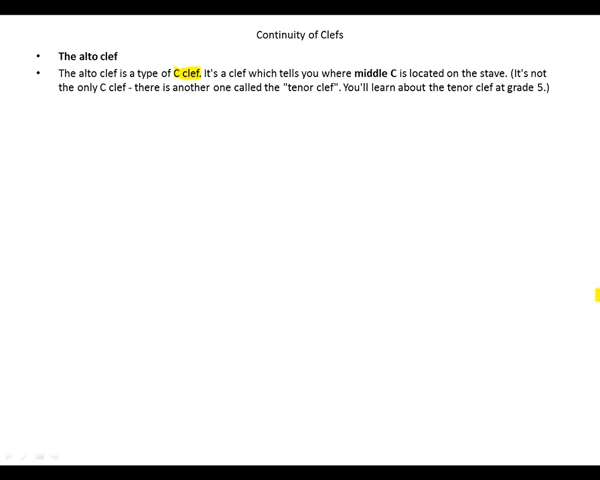 Continuity of Clefs
• The alto clef
• The alto clef is a type of C clef. It's a clef which tells you where middle C is located on the stave. (It's not
the only C clef - there is another one called the "tenor clef". You'll learn about the tenor clef at grade 5.)